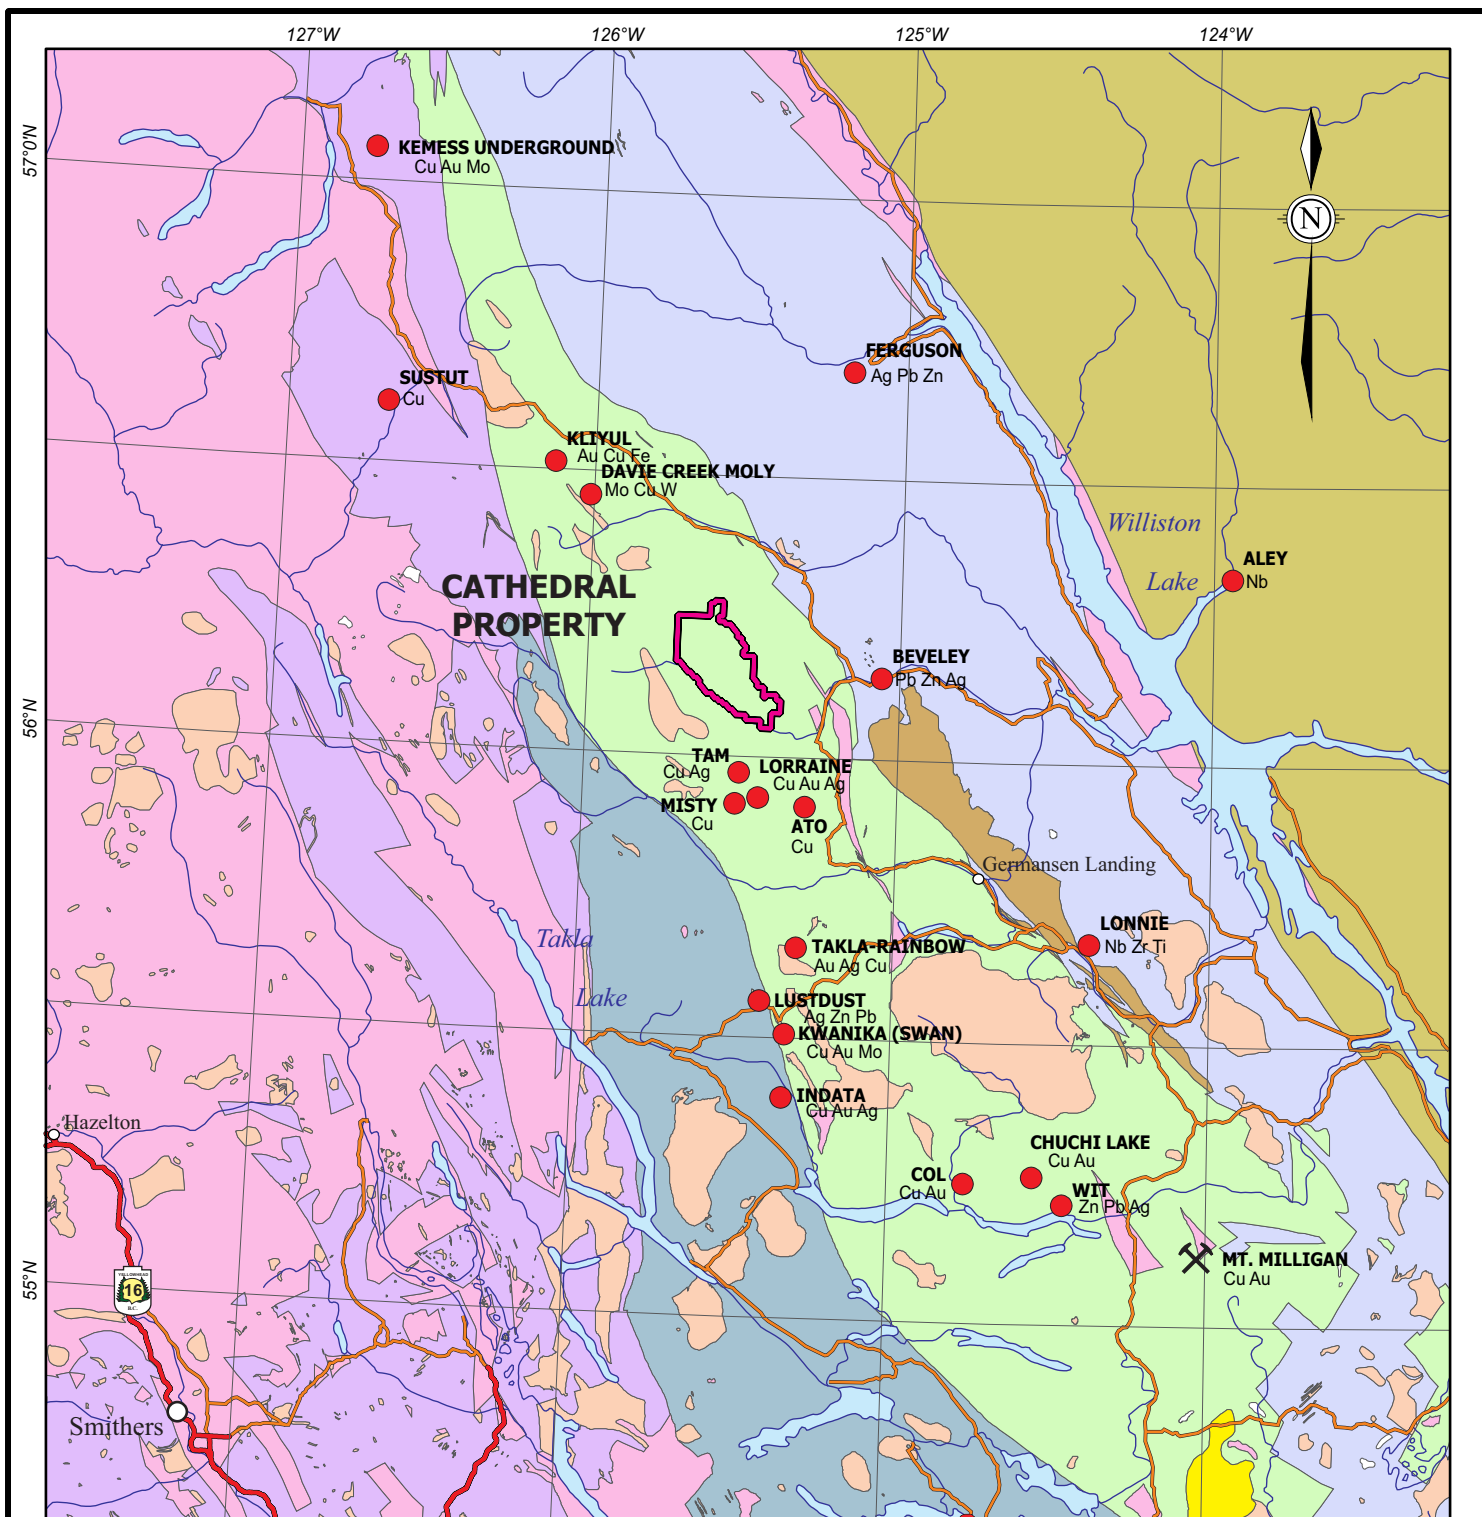 127°W
126°W
125°W
124°W
57°0'N
KEMESS UNDERGROUND
Cu Au Mo
N
FERGUSON
Ag Pb Zn
SUSTUT
Cu
KLIYUL
Au Cu Fe
DAVIE CREEK MOLY
Mo Cu W
Williston
Lake
ALEY
Nb
CATHEDRAL
PROPERTY
BEVELEY
Pb Zn Ag
56°N
TAM
Cu Ag
LORRAINE
Cu Au Ag
MISTY
Cu
ATO
Cu
Germansen Landing
LONNIE
Nb Zr Ti
Takla
Lake
TAKLA-RAINBOW
Au Ag Cu
LUSTDUST
Ag Zn Pb
KWANIKA (SWAN)
Cu Au Mo
INDATA
Cu Au Ag
Hazelton
CHUCHI LAKE
Cu Au
COL
Cu Au
WIT
Zn Pb Ag
MT. MILLIGAN
Cu Au
55°N
YELLOWHEAD
16
B.C.
Smithers